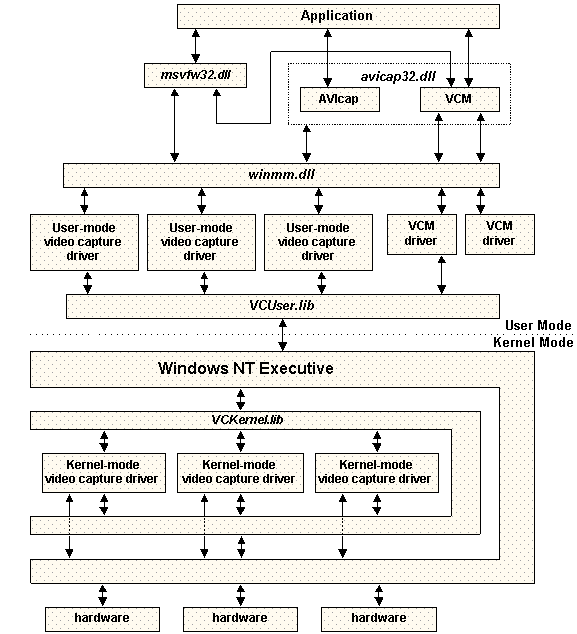 Application
msvfw32.dll
avicap32.dll
AVIcap
VCM
winmm.dll
User-mode
video capture
driver
User-mode
video capture
driver
User-mode
video capture
driver
VCM
driver
VCM
driver
VCUser.lib
User Mode
Kernel Mode
Windows NT Executive
VCKernel.lib
Kernel-mode
video capture driver
Kernel-mode
video capture driver
Kernel-mode
video capture driver
hardware
hardware
hardware